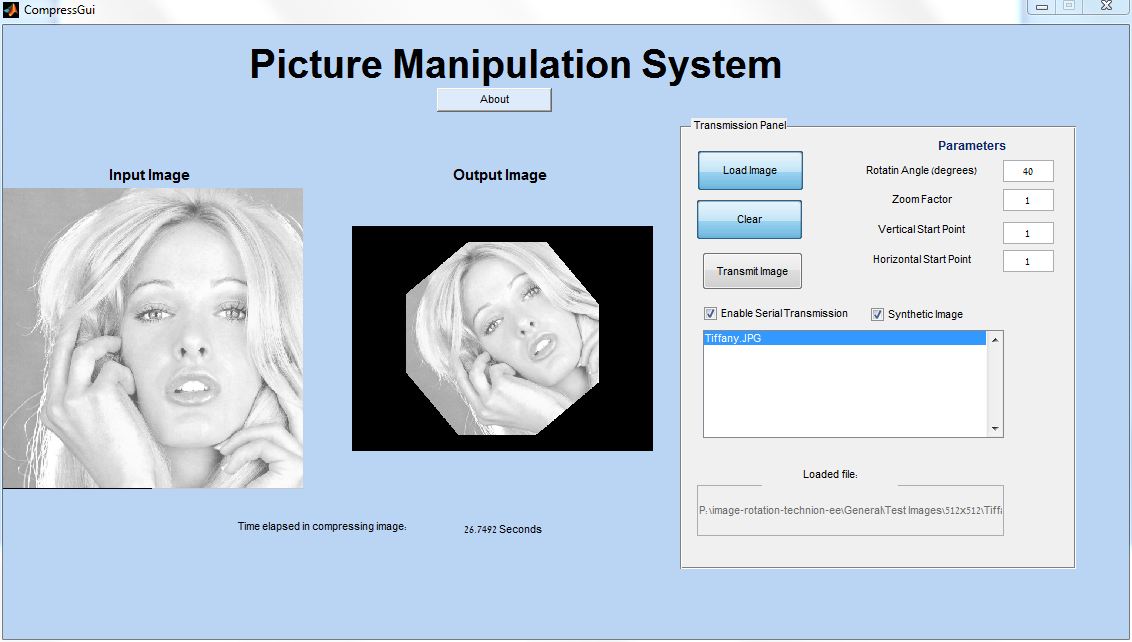 CompressGui
Picture Manipulation System
About
Transmission Panel
Parameters
Input Image
Output Image
Load Image
Rotatin Angle (degrees)
40
Zoom Factor
1
Clear
Vertical Start Point
1
Horizontal Start Point
1
Transmit Image
Enable Serial Transmission
Synthetic Image
Tiffany.JPG
Loaded file:
P:\image-rotation-technion-ee\General\Test Images\512x512\Tiff
Time elapsed in compressing image:
26.7492 Seconds